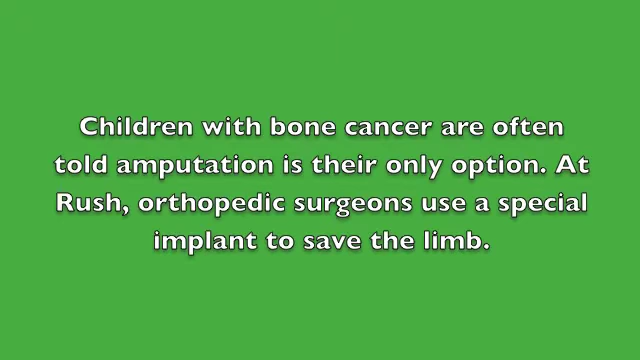 Children with bone cancer are often
told amputation is their only option. At
Rush, orthopedic surgeons use a special
implant to save the limb.